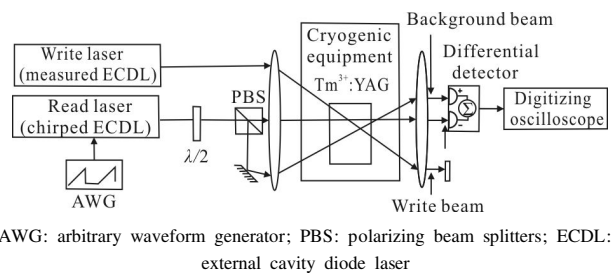 Background beam
Cryogenic
equipment
Tm³⁺:YAG
Differential
detector
Write laser
(measured ECDL)
PBS
Read laser
(chirped ECDL)
+
Σ
−
Digitizing
oscilloscope
λ/2
AWG
Write beam
AWG: arbitrary waveform generator; PBS: polarizing beam splitters; ECDL:
external cavity diode laser